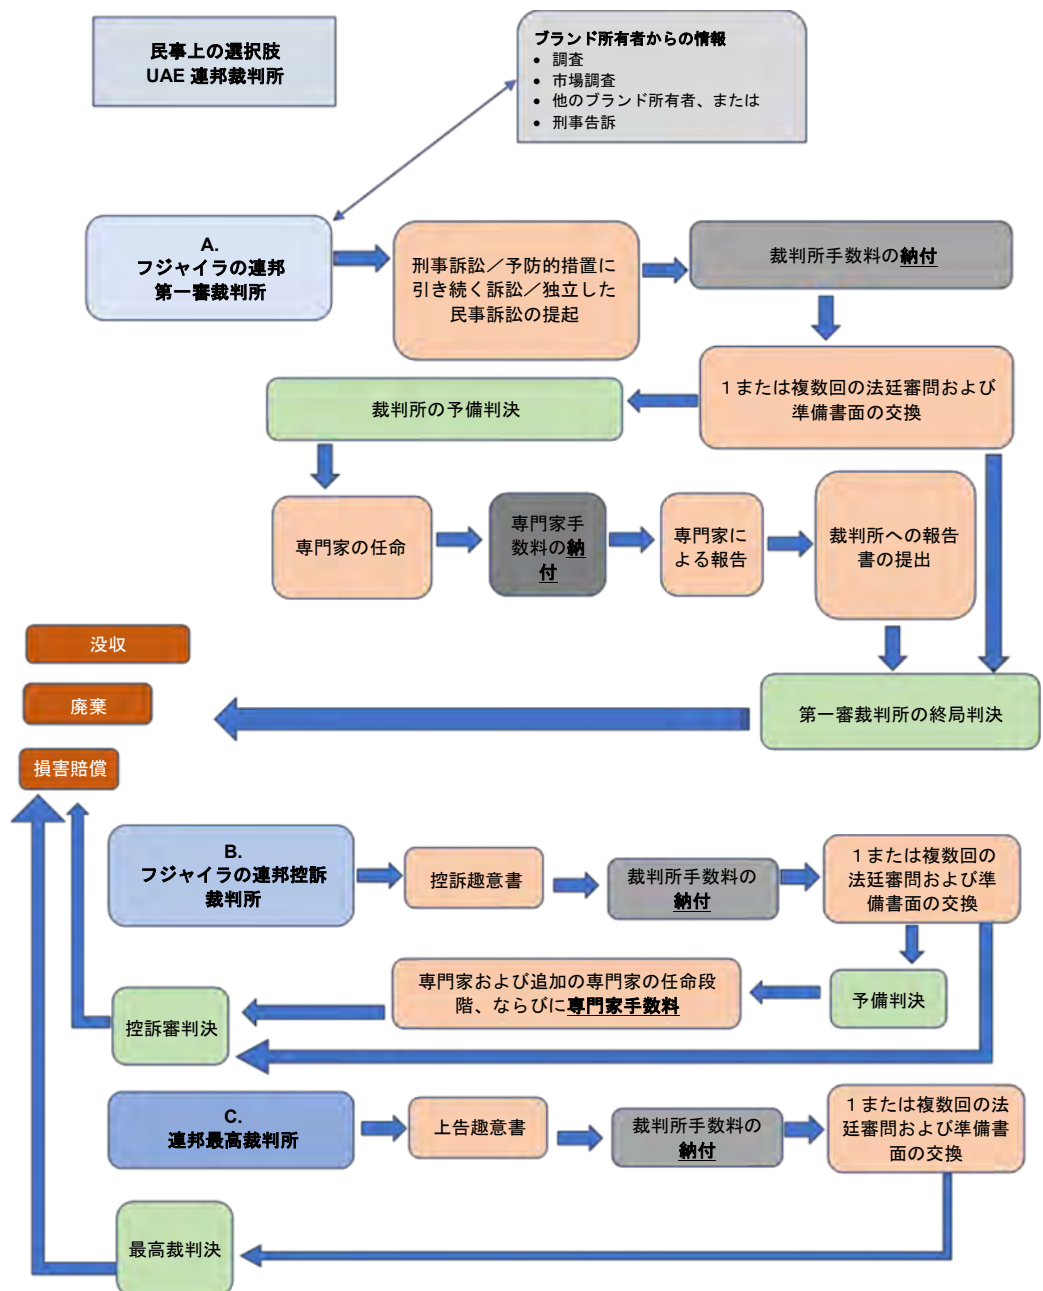 民事上の選択肢
UAE 連邦裁判所
ブランド所有者からの情報
• 調査
• 市場調査
• 他のブランド所有者、または
• 刑事告訴
A.
フジャイラの連邦
第一審裁判所
刑事訴訟／予防的措置に
引き続く訴訟／独立した
民事訴訟の提起
裁判所手数料の納付
１または複数回の法廷審問および
準備書面の交換
裁判所の予備判決
専門家の任命
専門家手
数料の納
付
専門家に
よる報告
裁判所への報告
書の提出
没収
廃棄
損害賠償
第一審裁判所の終局判決
B.
フジャイラの連邦控訴
裁判所
控訴趣意書
裁判所手数料の
納付
１または複数回の
法廷審問および準
備書面の交換
予備判決
専門家および追加の専門家の任命段
階、ならびに専門家手数料
控訴審判決
C.
連邦最高裁判所
上告趣意書
裁判所手数料の
納付
１または複数回の法
廷審問および準備書
面の交換
最高裁判決